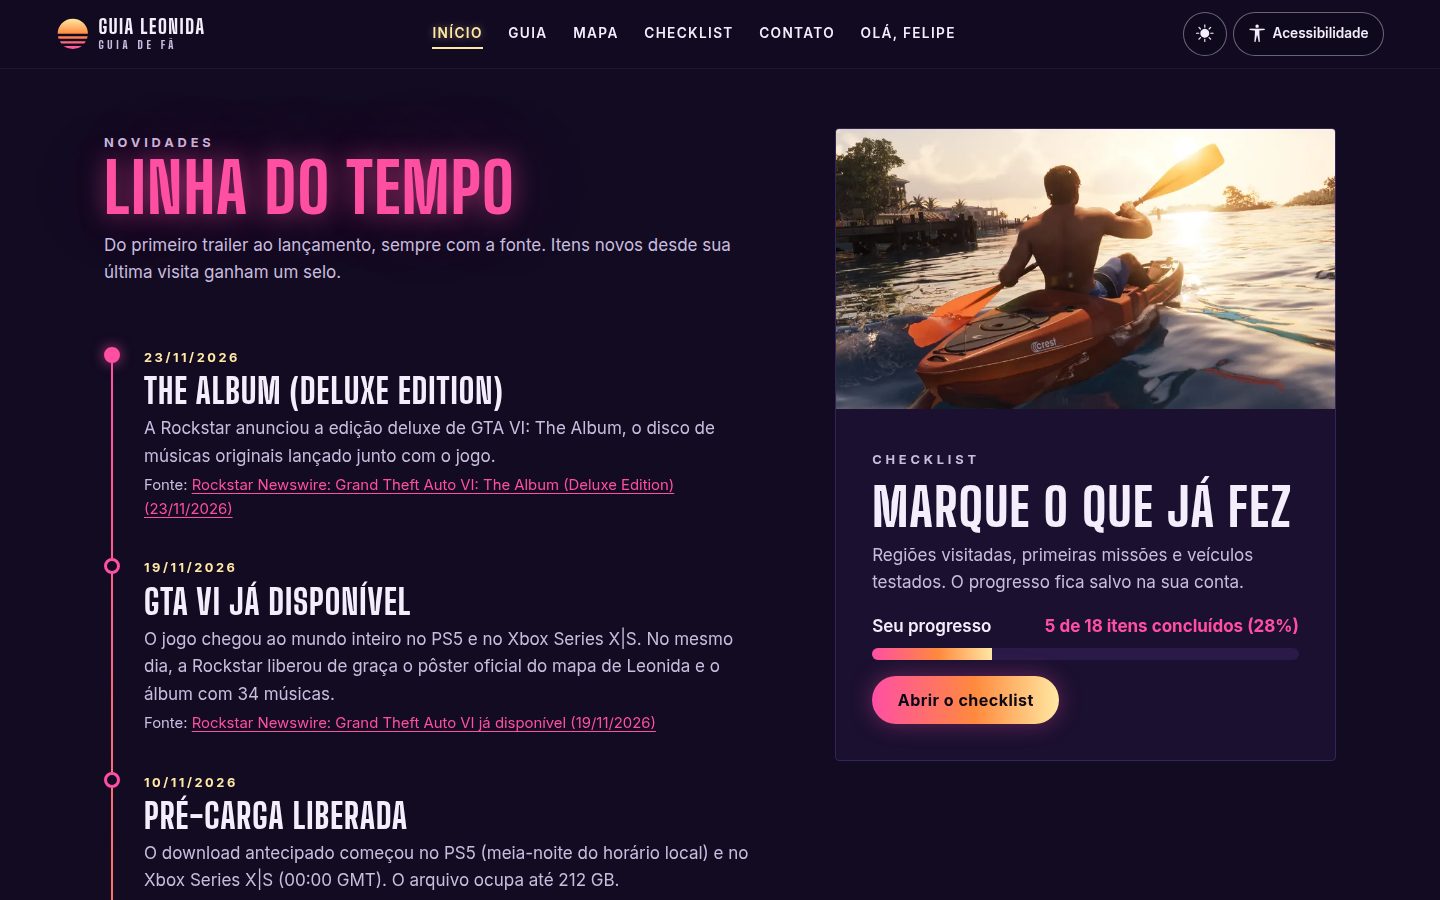 GUIA LEONIDA
GUIA DE FÃ
INÍCIO
GUIA
MAPA
CHECKLIST
CONTATO
OLÁ, FELIPE
Acessibilidade
NOVIDADES
LINHA DO TEMPO
Do primeiro trailer ao lançamento, sempre com a fonte. Itens novos desde sua
última visita ganham um selo.
23/11/2026
THE ALBUM (DELUXE EDITION)
A Rockstar anunciou a edição deluxe de GTA VI: The Album, o disco de
músicas originais lançado junto com o jogo.
Fonte: Rockstar Newswire: Grand Theft Auto VI: The Album (Deluxe Edition)
(23/11/2026)
19/11/2026
GTA VI JÁ DISPONÍVEL
O jogo chegou ao mundo inteiro no PS5 e no Xbox Series X|S. No mesmo
dia, a Rockstar liberou de graça o pôster oficial do mapa de Leonida e o
álbum com 34 músicas.
Fonte: Rockstar Newswire: Grand Theft Auto VI já disponível (19/11/2026)
10/11/2026
PRÉ-CARGA LIBERADA
O download antecipado começou no PS5 (meia-noite do horário local) e no
Xbox Series X|S (00:00 GMT). O arquivo ocupa até 212 GB.
crest
CHECKLIST
MARQUE O QUE JÁ FEZ
Regiões visitadas, primeiras missões e veículos
testados. O progresso fica salvo na sua conta.
Seu progresso
5 de 18 itens concluídos (28%)
Abrir o checklist